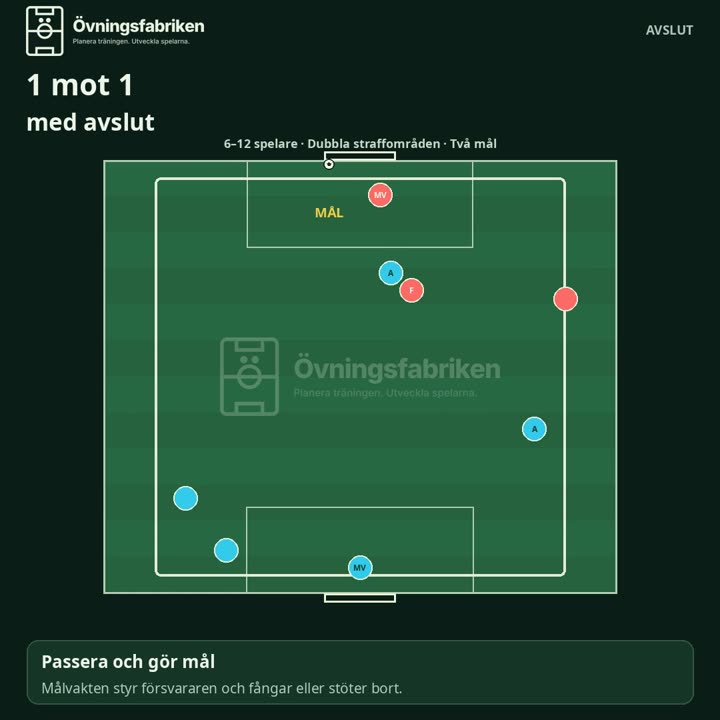 Övningsfabriken
Planera träningen. Utveckla spelarna.
AVSLUT
1 mot 1
med avslut
6–12 spelare · Dubbla straffområden · Två mål
MV
MÅL
A
F
Övningsfabriken
Planera träningen. Utveckla spelarna.
A
MV
Passera och gör mål
Målvakten styr försvararen och fångar eller stöter bort.